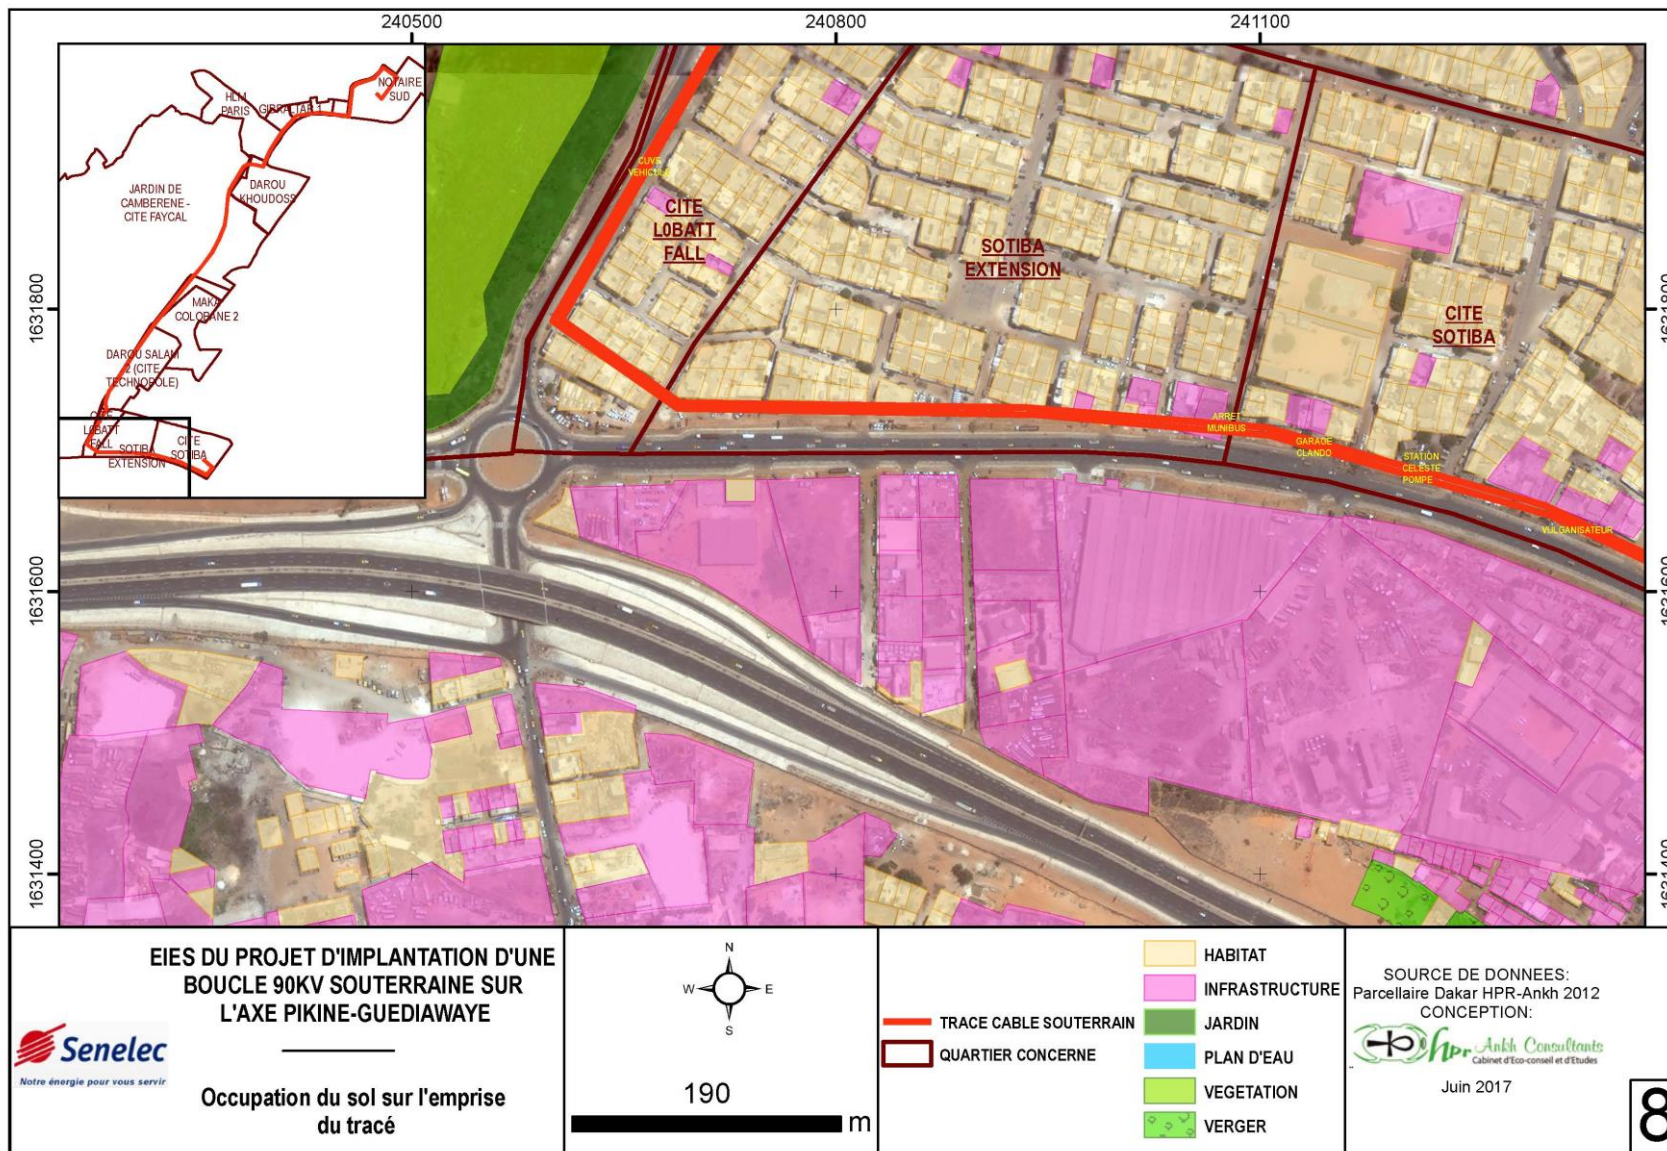 240500
240800
241100
1631800
1631600
1631400
1631800
1631600
1631400
NOTAIRE
SUD
HLM
PARIS
GIBRALTAR 1
JARDIN DE
CAMBERENE -
CITE FAYCAL
DAROU
KHOUDOSS
MAKA
COLOBANE 2
DAROU SALAM
2 (CITE
TECHNOPOLE)
CITE
LOBATT
FALL
SOTIBA
EXTENSION
CITE
SOTIBA
CUVE
VEHICULE
CITE
LOBATT
FALL
SOTIBA
EXTENSION
CITE
SOTIBA
ARRET
MUNIBUS
GARAGE
CLANDO
STATION
CELESTE
POMPE
VULGANISATEUR
EIES DU PROJET D'IMPLANTATION D'UNE
BOUCLE 90KV SOUTERRAINE SUR
L'AXE PIKINE-GUEDIAWAYE
Senelec
Notre énergie pour vous servir
Occupation du sol sur l'emprise
du tracé
N
W
E
S
190
m
TRACE CABLE SOUTERRAIN
QUARTIER CONCERNE
HABITAT
INFRASTRUCTURE
JARDIN
PLAN D'EAU
VEGETATION
VERGER
SOURCE DE DONNEES:
Parcellaire Dakar HPR-Ankh 2012
CONCEPTION:
hpr Ankh Consultants
Cabinet d'Eco-conseil et d'Etudes
Juin 2017
8